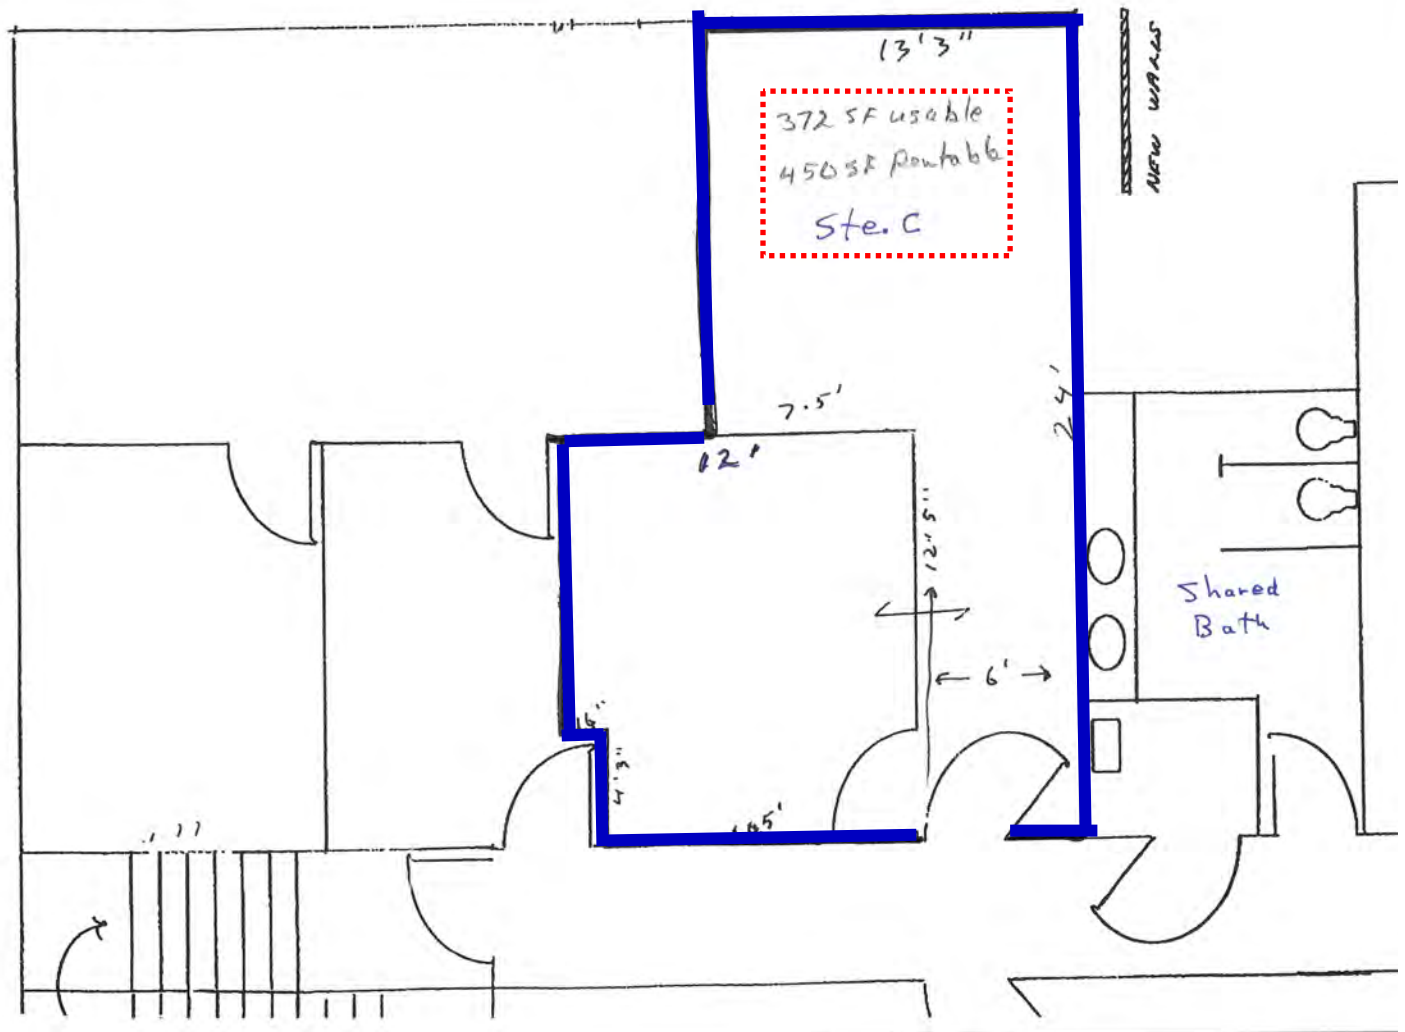 13'3"
NEW WALLS
372 SF usable
450 SF Rentable
Ste. C
7.5'
24'
12'
12'5"
Shared
Bath
6'
4'3"